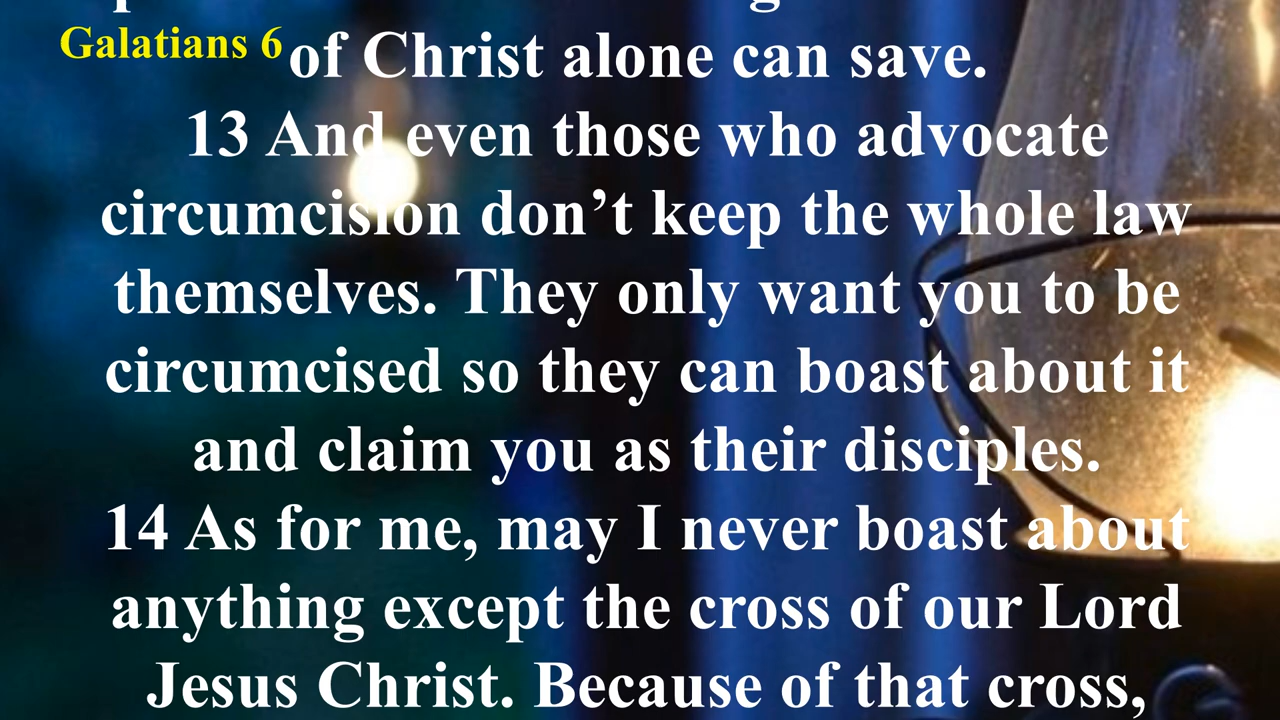 Galatians 6
of Christ alone can save.
13 And even those who advocate
circumcision don’t keep the whole law
themselves. They only want you to be
circumcised so they can boast about it
and claim you as their disciples.
14 As for me, may I never boast about
anything except the cross of our Lord
Jesus Christ. Because of that cross,